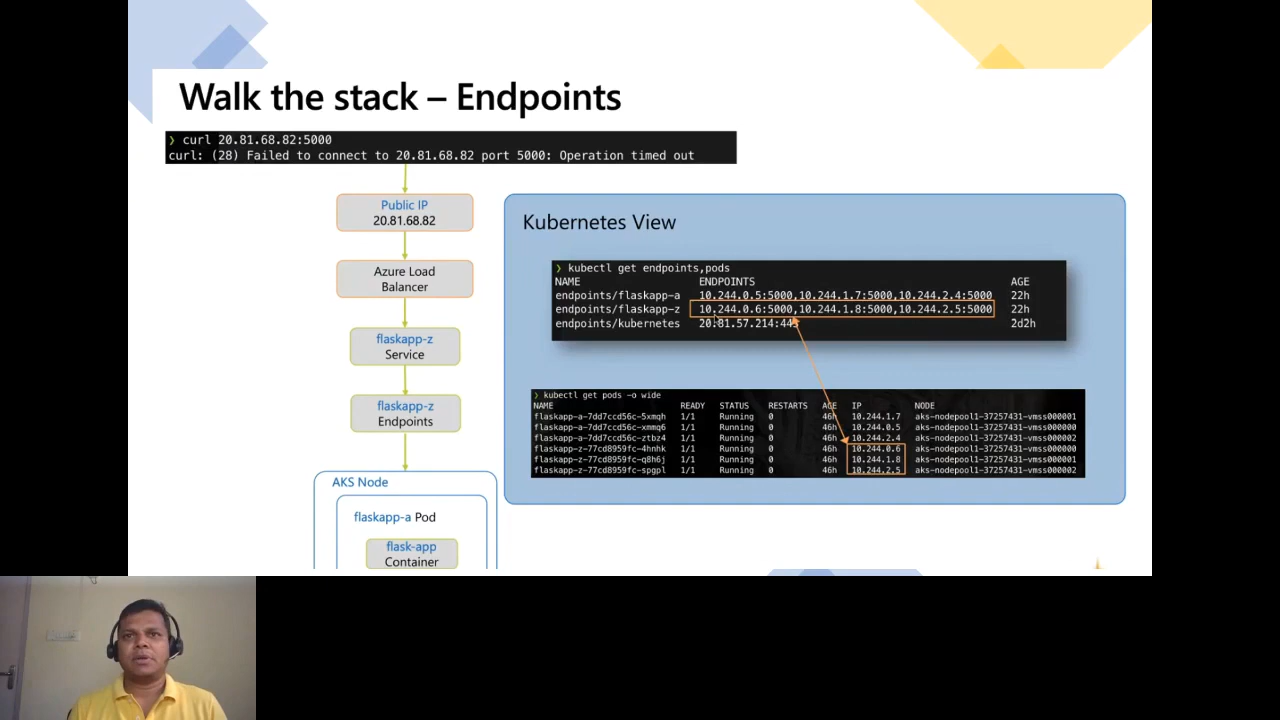 Walk the stack – Endpoints
❯ curl 20.81.68.82:5000
curl: (28) Failed to connect to 20.81.68.82 port 5000: Operation timed out
Public IP
20.81.68.82
Azure Load
Balancer
flaskapp-z
Service
flaskapp-z
Endpoints
AKS Node
flaskapp-a Pod
flask-app
Container
Kubernetes View
❯ kubectl get endpoints,pods
NAME ENDPOINTS AGE
endpoints/flaskapp-a 10.244.0.5:5000,10.244.1.7:5000,10.244.2.4:5000 22h
endpoints/flaskapp-z 10.244.0.6:5000,10.244.1.8:5000,10.244.2.5:5000 22h
endpoints/kubernetes 20.81.57.214:443 2d2h
❯ kubectl get pods -o wide
NAME READY STATUS RESTARTS AGE IP NODE
flaskapp-a-7dd7ccd56c-5xmqh 1/1 Running 0 46h 10.244.1.7 aks-nodepool1-37257431-vmss000001
flaskapp-a-7dd7ccd56c-xmmq6 1/1 Running 0 46h 10.244.0.5 aks-nodepool1-37257431-vmss000000
flaskapp-a-7dd7ccd56c-ztbz4 1/1 Running 0 46h 10.244.2.4 aks-nodepool1-37257431-vmss000002
flaskapp-z-77cd8959fc-4hnhk 1/1 Running 0 46h 10.244.0.6 aks-nodepool1-37257431-vmss000000
flaskapp-z-77cd8959fc-q8h6j 1/1 Running 0 46h 10.244.1.8 aks-nodepool1-37257431-vmss000001
flaskapp-z-77cd8959fc-spgpl 1/1 Running 0 46h 10.244.2.5 aks-nodepool1-37257431-vmss000002